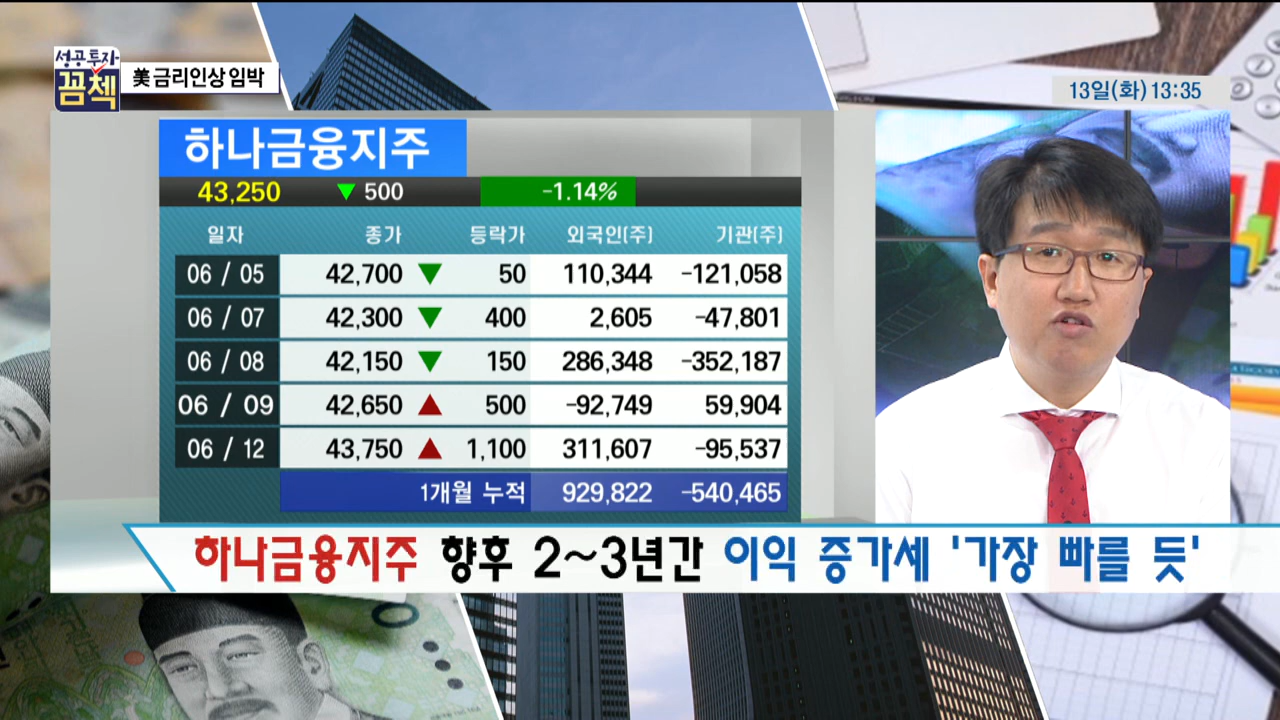 성공투자
꼼첵
美 금리인상 임박
13일(화) 13:35
하나금융지주
43,250 ▼ 500 -1.14%
일자 종가 등락가 외국인(주) 기관(주)
06 / 05 42,700 ▼ 50 110,344 -121,058
06 / 07 42,300 ▼ 400 2,605 -47,801
06 / 08 42,150 ▼ 150 286,348 -352,187
06 / 09 42,650 ▲ 500 -92,749 59,904
06 / 12 43,750 ▲ 1,100 311,607 -95,537
1개월 누적 929,822 -540,465
하나금융지주 향후 2~3년간 이익 증가세 '가장 빠를 듯'